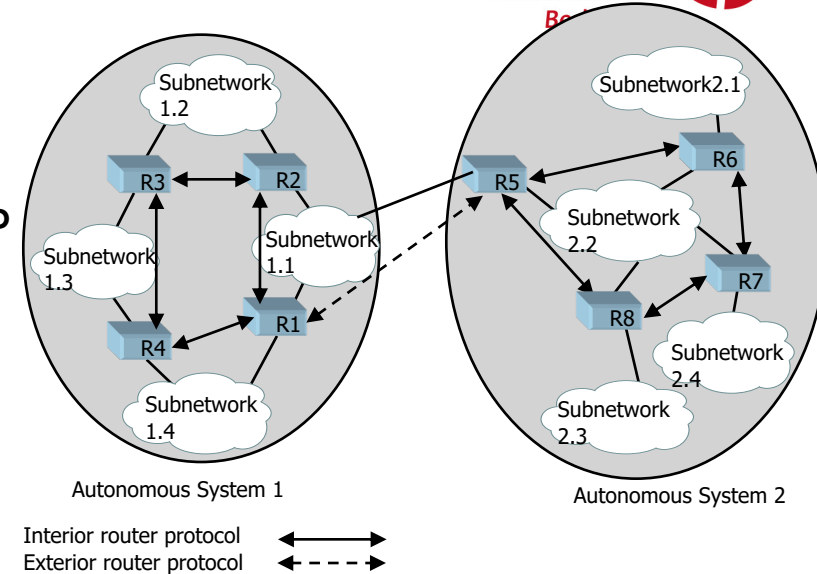 Subnetwork
1.2
R3
R2
Subnetwork
1.3
Subnetwork
1.1
R4
R1
Subnetwork
1.4
Autonomous System 1
Subnetwork2.1
R5
R6
Subnetwork
2.2
R7
R8
Subnetwork
2.4
Subnetwork
2.3
Autonomous System 2
Interior router protocol
Exterior router protocol